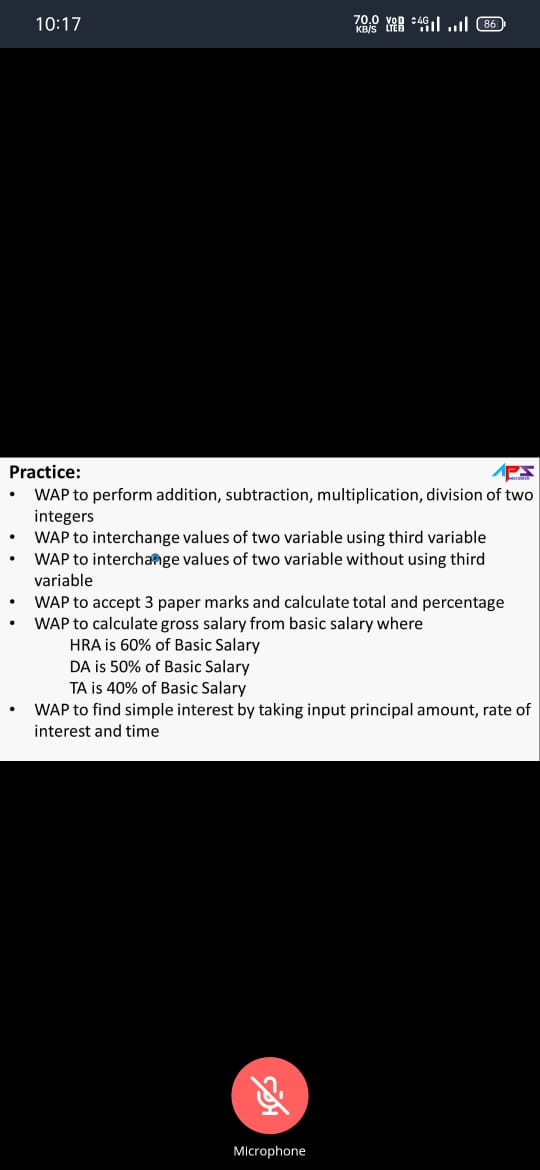 10:17
70.0 KB/S VoD LTE 4G 86
Practice:
• WAP to perform addition, subtraction, multiplication, division of two
integers
• WAP to interchange values of two variable using third variable
• WAP to interchange values of two variable without using third
variable
• WAP to accept 3 paper marks and calculate total and percentage
• WAP to calculate gross salary from basic salary where
HRA is 60% of Basic Salary
DA is 50% of Basic Salary
TA is 40% of Basic Salary
• WAP to find simple interest by taking input principal amount, rate of
interest and time
APS
Microphone